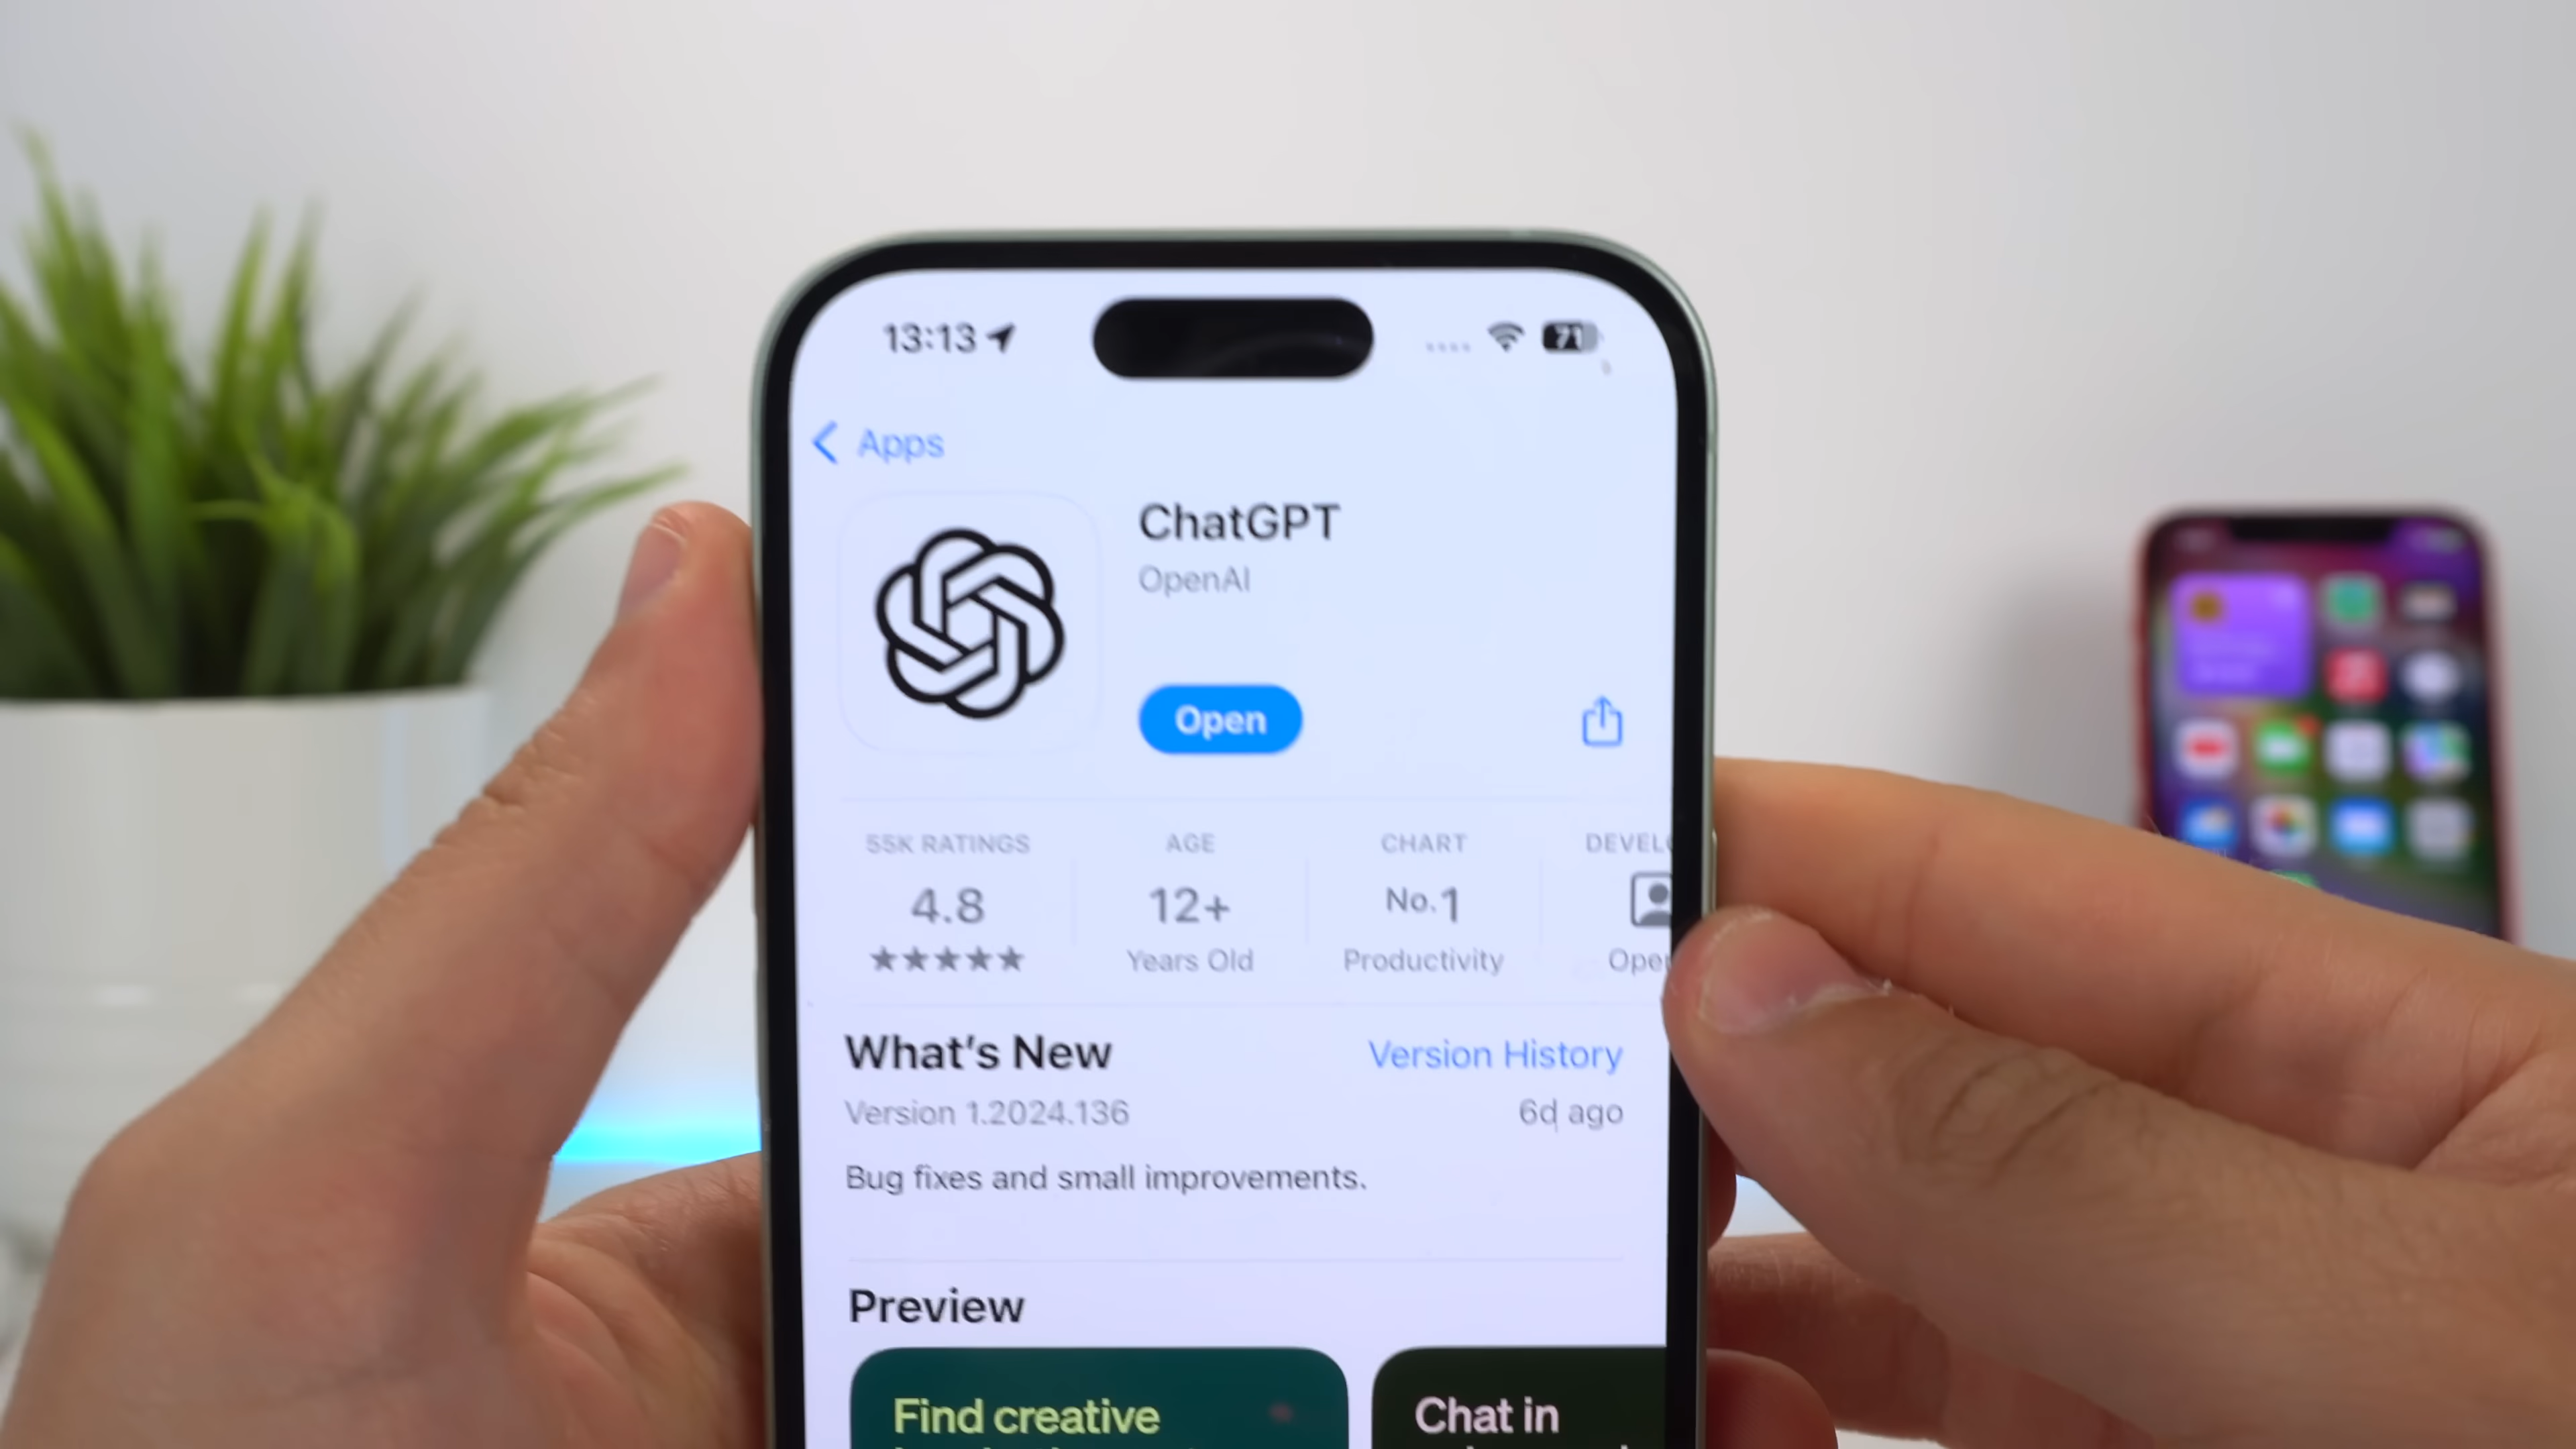 13:13
71
Apps
ChatGPT
OpenAI
Open
55K RATINGS
4.8
★★★★★
AGE
12+
Years Old
CHART
No.1
Productivity
DEVEL
Open
What's New
Version History
Version 1.2024.136
6d ago
Bug fixes and small improvements.
Preview
Find creative
Chat in